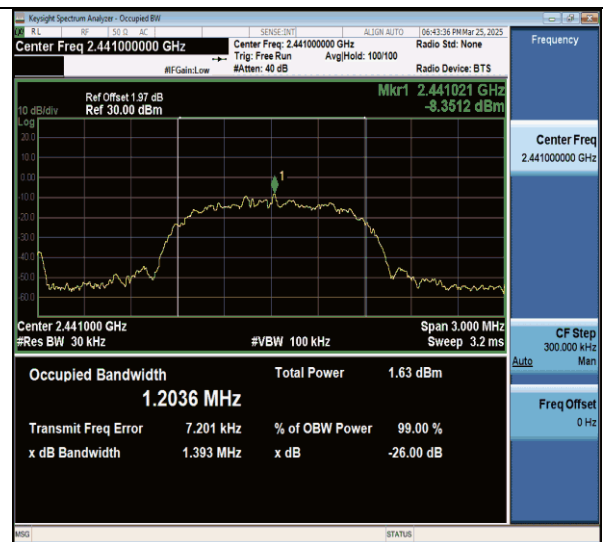 Keysight Spectrum Analyzer - Occupied BW
RL RF 50 Ω AC SENSE:INT ALIGN AUTO 06:43:36 PM Mar 25, 2025
Center Freq 2.441000000 GHz Center Freq: 2.441000000 GHz Radio Std: None Frequency
Trig: Free Run Avg|Hold: 100/100
#IFGain:Low #Atten: 40 dB Radio Device: BTS
Ref Offset 1.97 dB Mkr1 2.441021 GHz
10 dB/div Ref 30.00 dBm -8.3512 dBm
Log
20.0
10.0
0.00
-10.0
-20.0
-30.0
-40.0
-50.0
-60.0
1
Center Freq
2.441000000 GHz
Center 2.441000 GHz Span 3.000 MHz
#Res BW 30 kHz #VBW 100 kHz Sweep 3.2 ms
CF Step
300.000 kHz
Auto Man
Occupied Bandwidth Total Power 1.63 dBm
1.2036 MHz
Transmit Freq Error 7.201 kHz % of OBW Power 99.00 %
x dB Bandwidth 1.393 MHz x dB -26.00 dB
Freq Offset
0 Hz
MSG STATUS